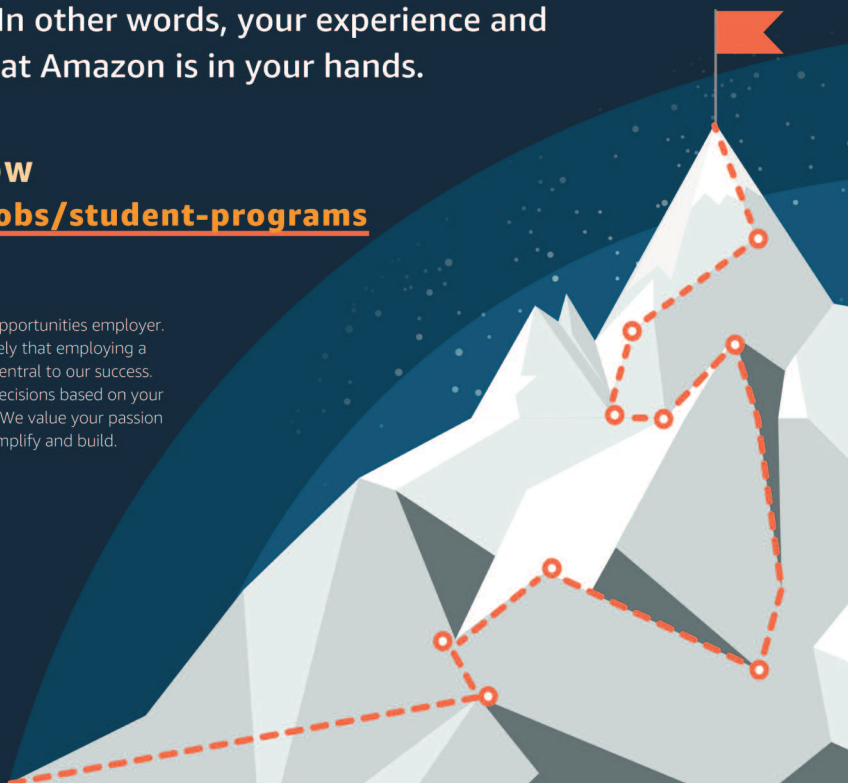 In other words, your experience and
at Amazon is in your hands.
ow
obs/student-programs
pportunities employer.
ely that employing a
entral to our success.
ecisions based on your
We value your passion
mplify and build.